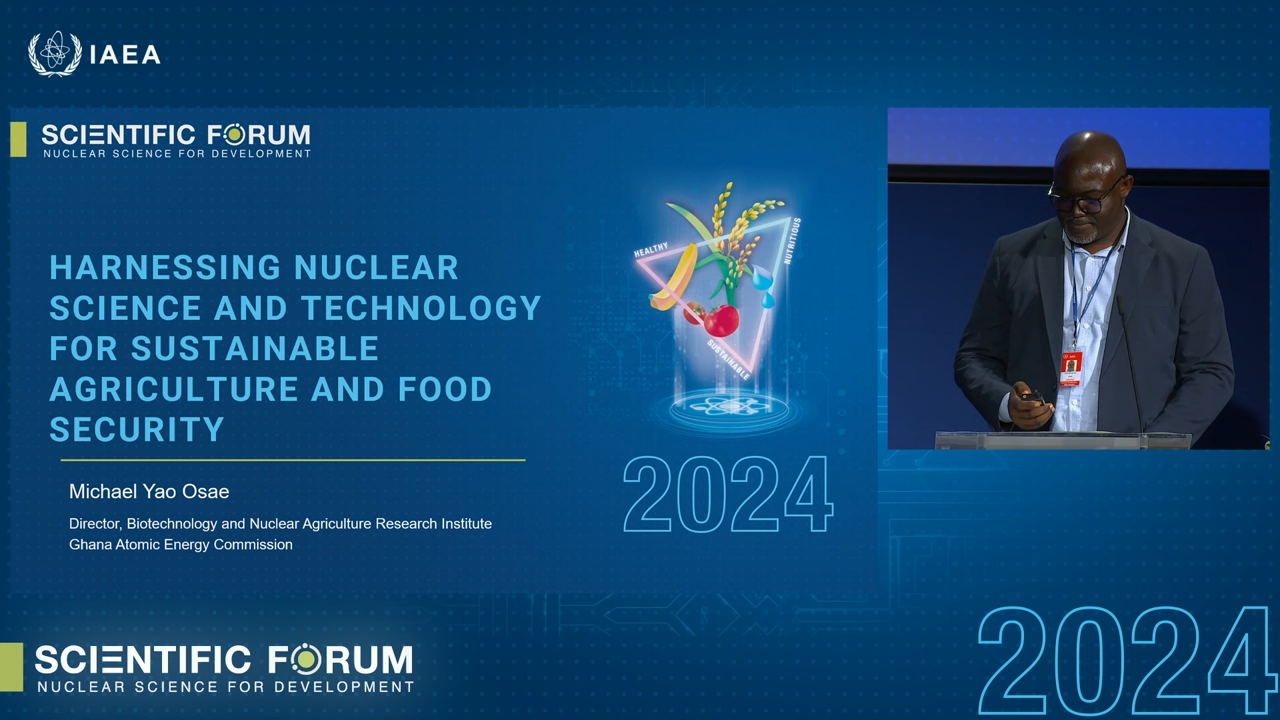 IAEA
SCIENTIFIC FORUM
NUCLEAR SCIENCE FOR DEVELOPMENT
HARNESSING NUCLEAR
SCIENCE AND TECHNOLOGY
FOR SUSTAINABLE
AGRICULTURE AND FOOD
SECURITY
Michael Yao Osae
Director, Biotechnology and Nuclear Agriculture Research Institute
Ghana Atomic Energy Commission
HEALTHY
NUTRITIOUS
SUSTAINABLE
2024
SCIENTIFIC FORUM
NUCLEAR SCIENCE FOR DEVELOPMENT
2024